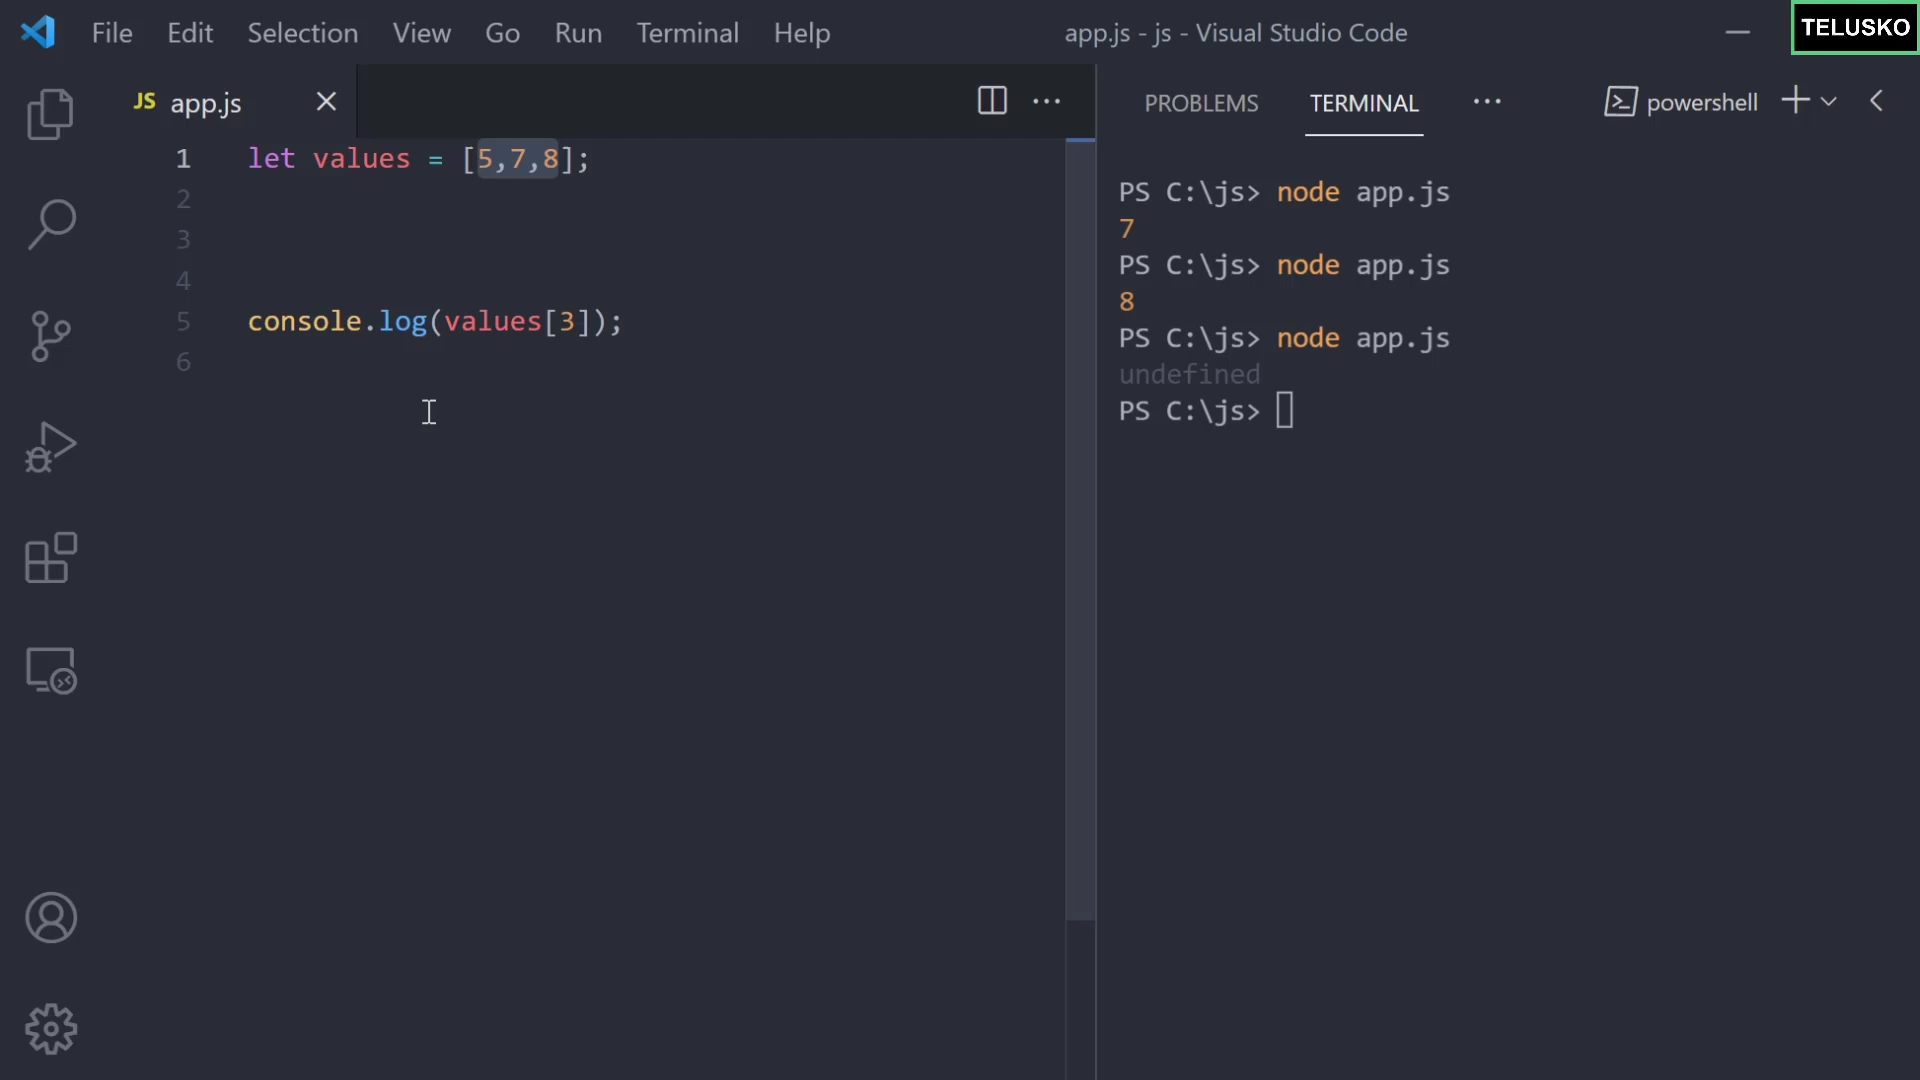 File Edit Selection View Go Run Terminal Help
app.js - js - Visual Studio Code
TELUSKO
JS app.js
1 let values = [5,7,8];
2
3
4
5 console.log(values[3]);
6
PROBLEMS TERMINAL
powershell
PS C:\js> node app.js
7
PS C:\js> node app.js
8
PS C:\js> node app.js
undefined
PS C:\js>